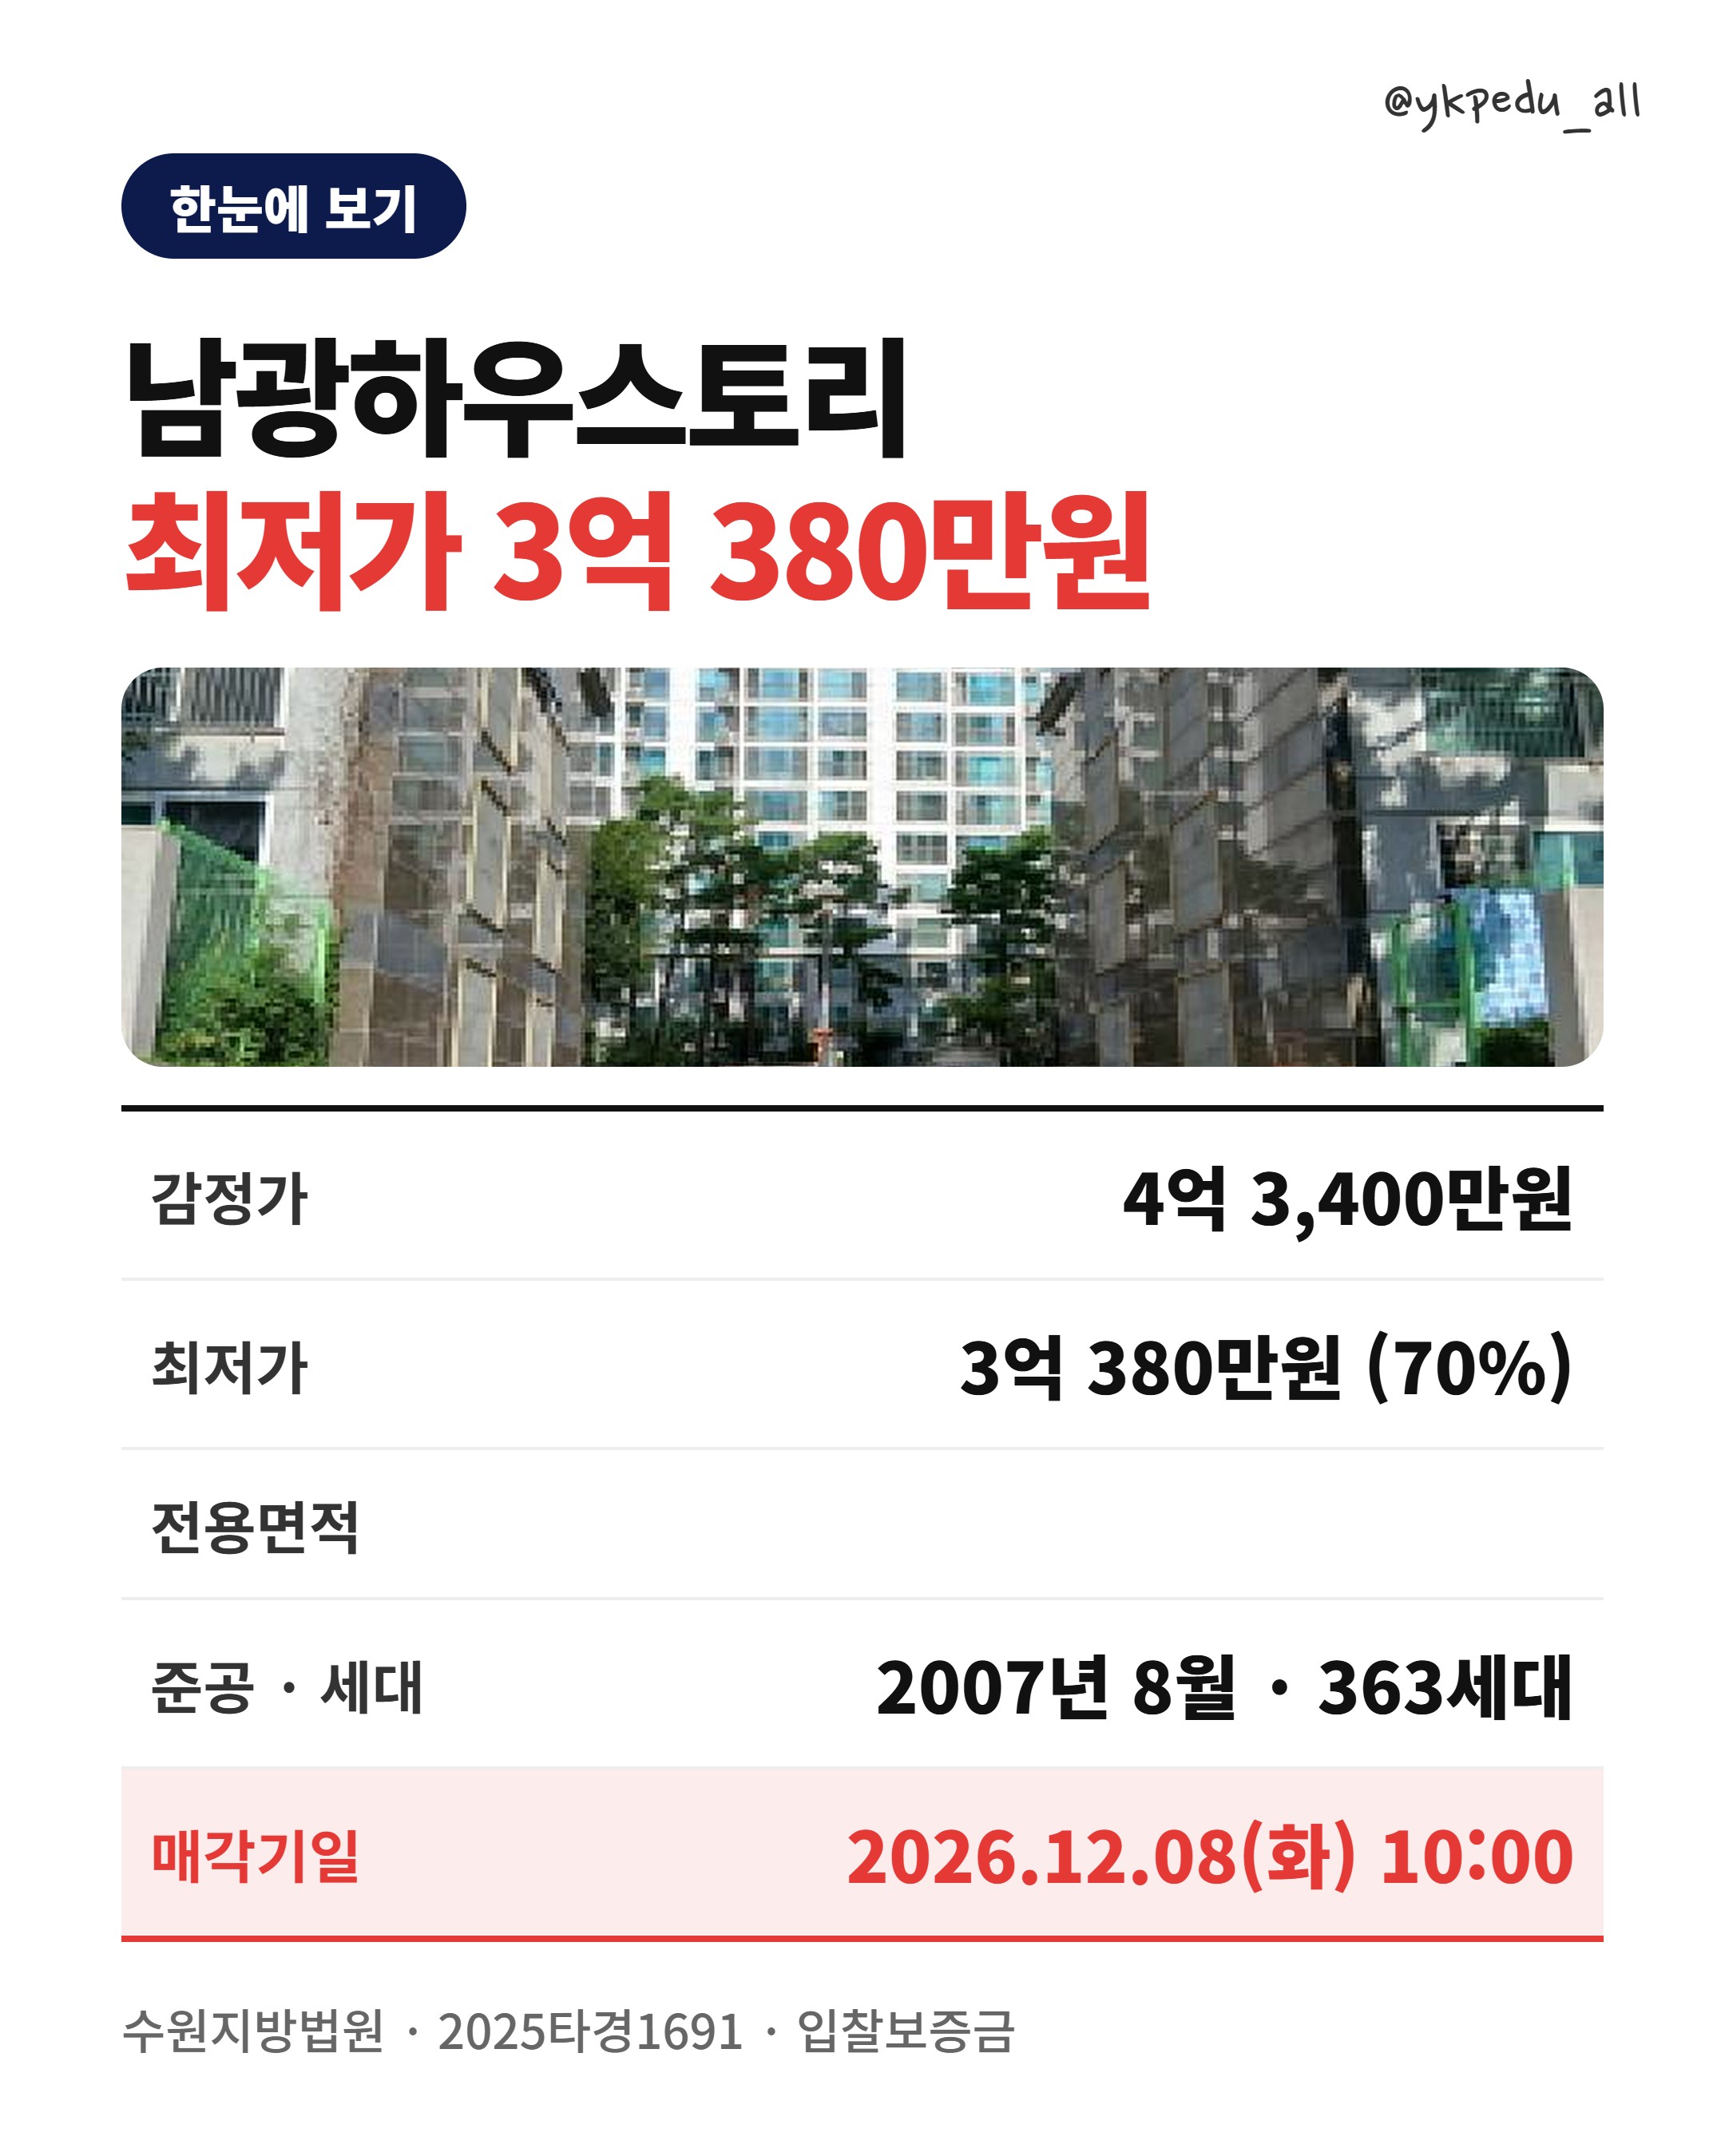 @ykpedu_all
한눈에 보기
남광하우스토리
최저가 3억 380만원
감정가 4억 3,400만원
최저가 3억 380만원 (70%)
전용면적
준공 · 세대 2007년 8월 · 363세대
매각기일 2026.12.08(화) 10:00
수원지방법원 · 2025타경1691 · 입찰보증금